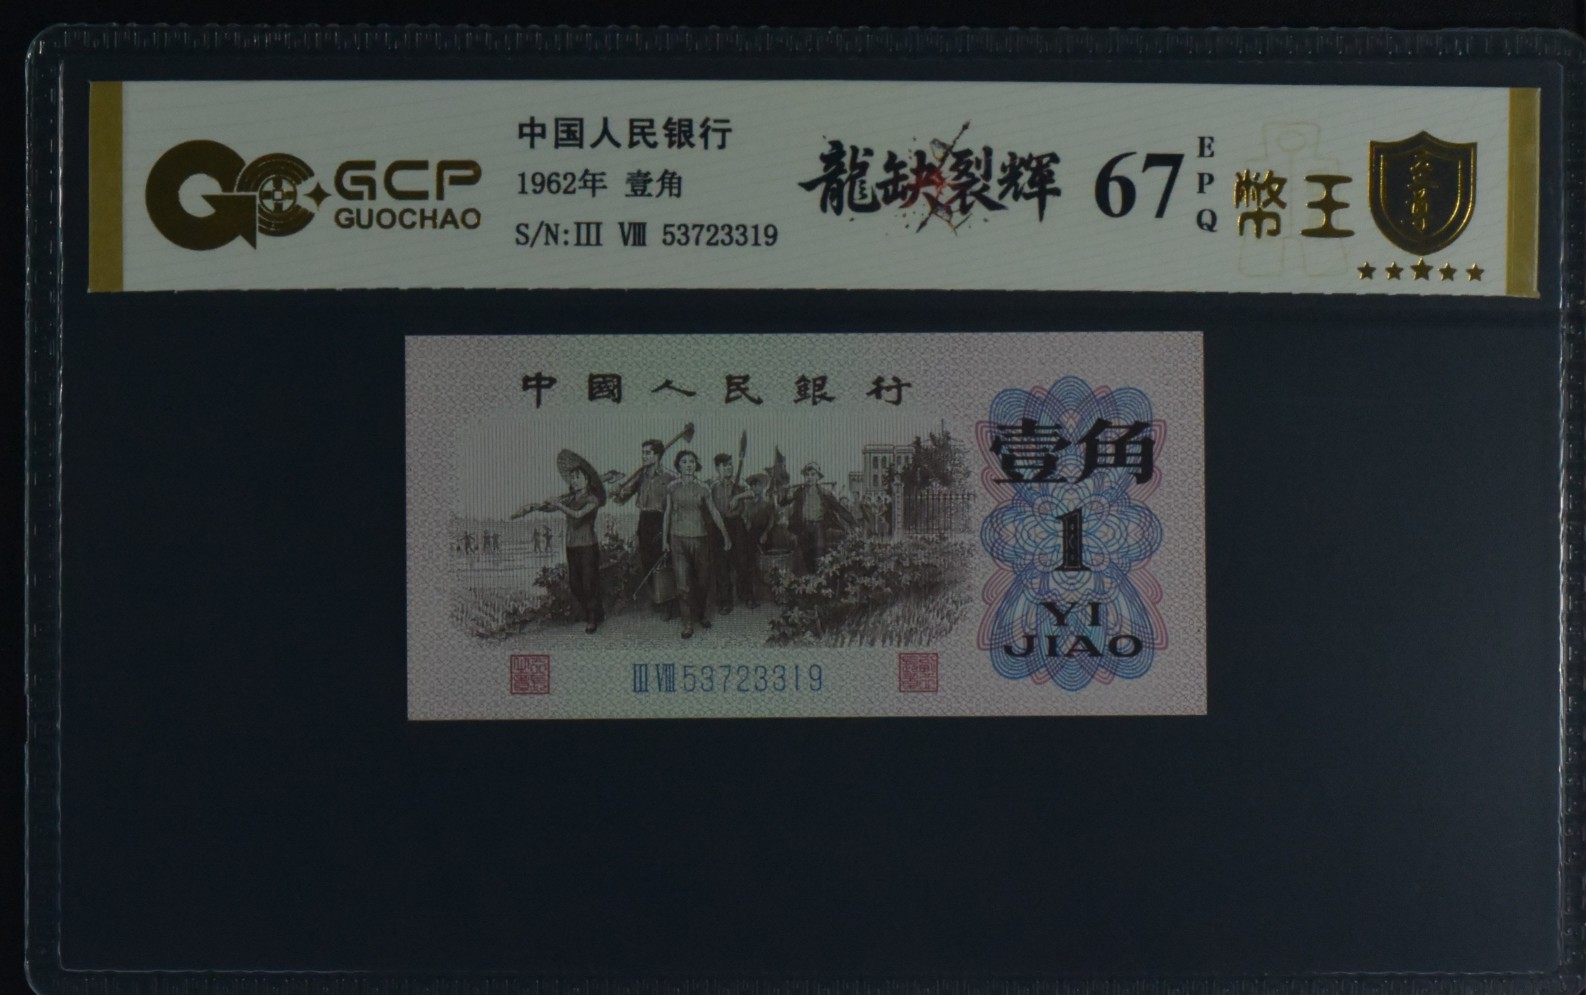 GCP
GUOCHAO
中国人民银行
1962年 壹角
S/N:III VIII 53723319
龍缺裂辉
67
EPQ
幣王
中國人民銀行
壹角
1
YI
JIAO
III VIII 53723319